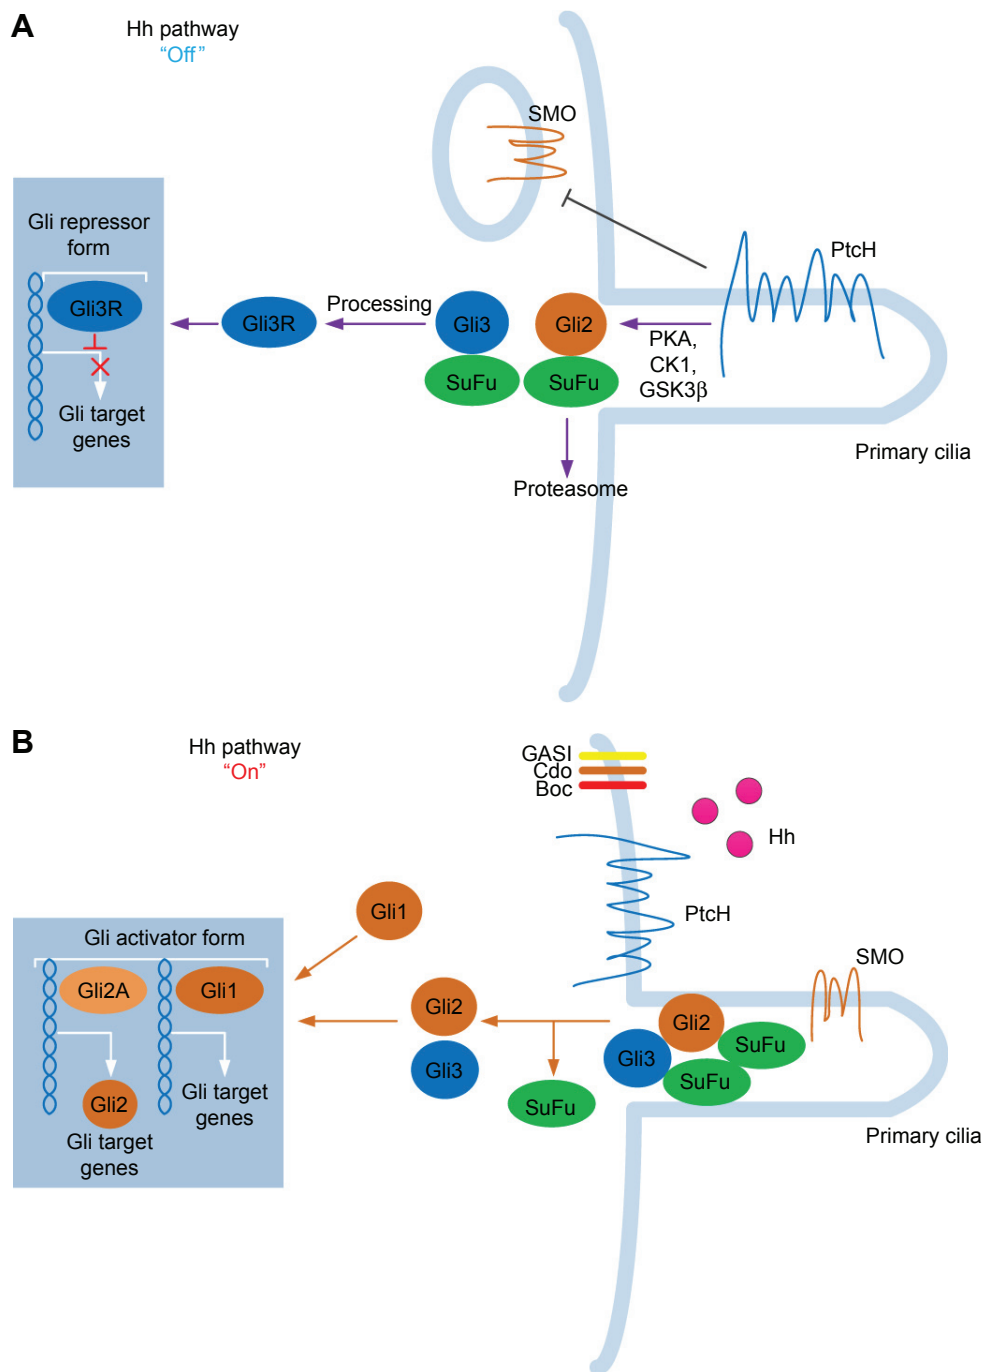 A
Hh pathway
“Off”
SMO
PtcH
Gli repressor
form
Gli3R
Gli target
genes
Gli3R
Processing
Gli3
SuFu
Gli2
SuFu
PKA,
CK1,
GSK3β
Proteasome
Primary cilia
B
Hh pathway
“On”
GASI
Cdo
Boc
Hh
PtcH
SMO
Gli1
Gli activator form
Gli2A
Gli1
Gli2
Gli target
genes
Gli target
genes
Gli2
Gli3
SuFu
Gli2
Gli3
SuFu
SuFu
Primary cilia